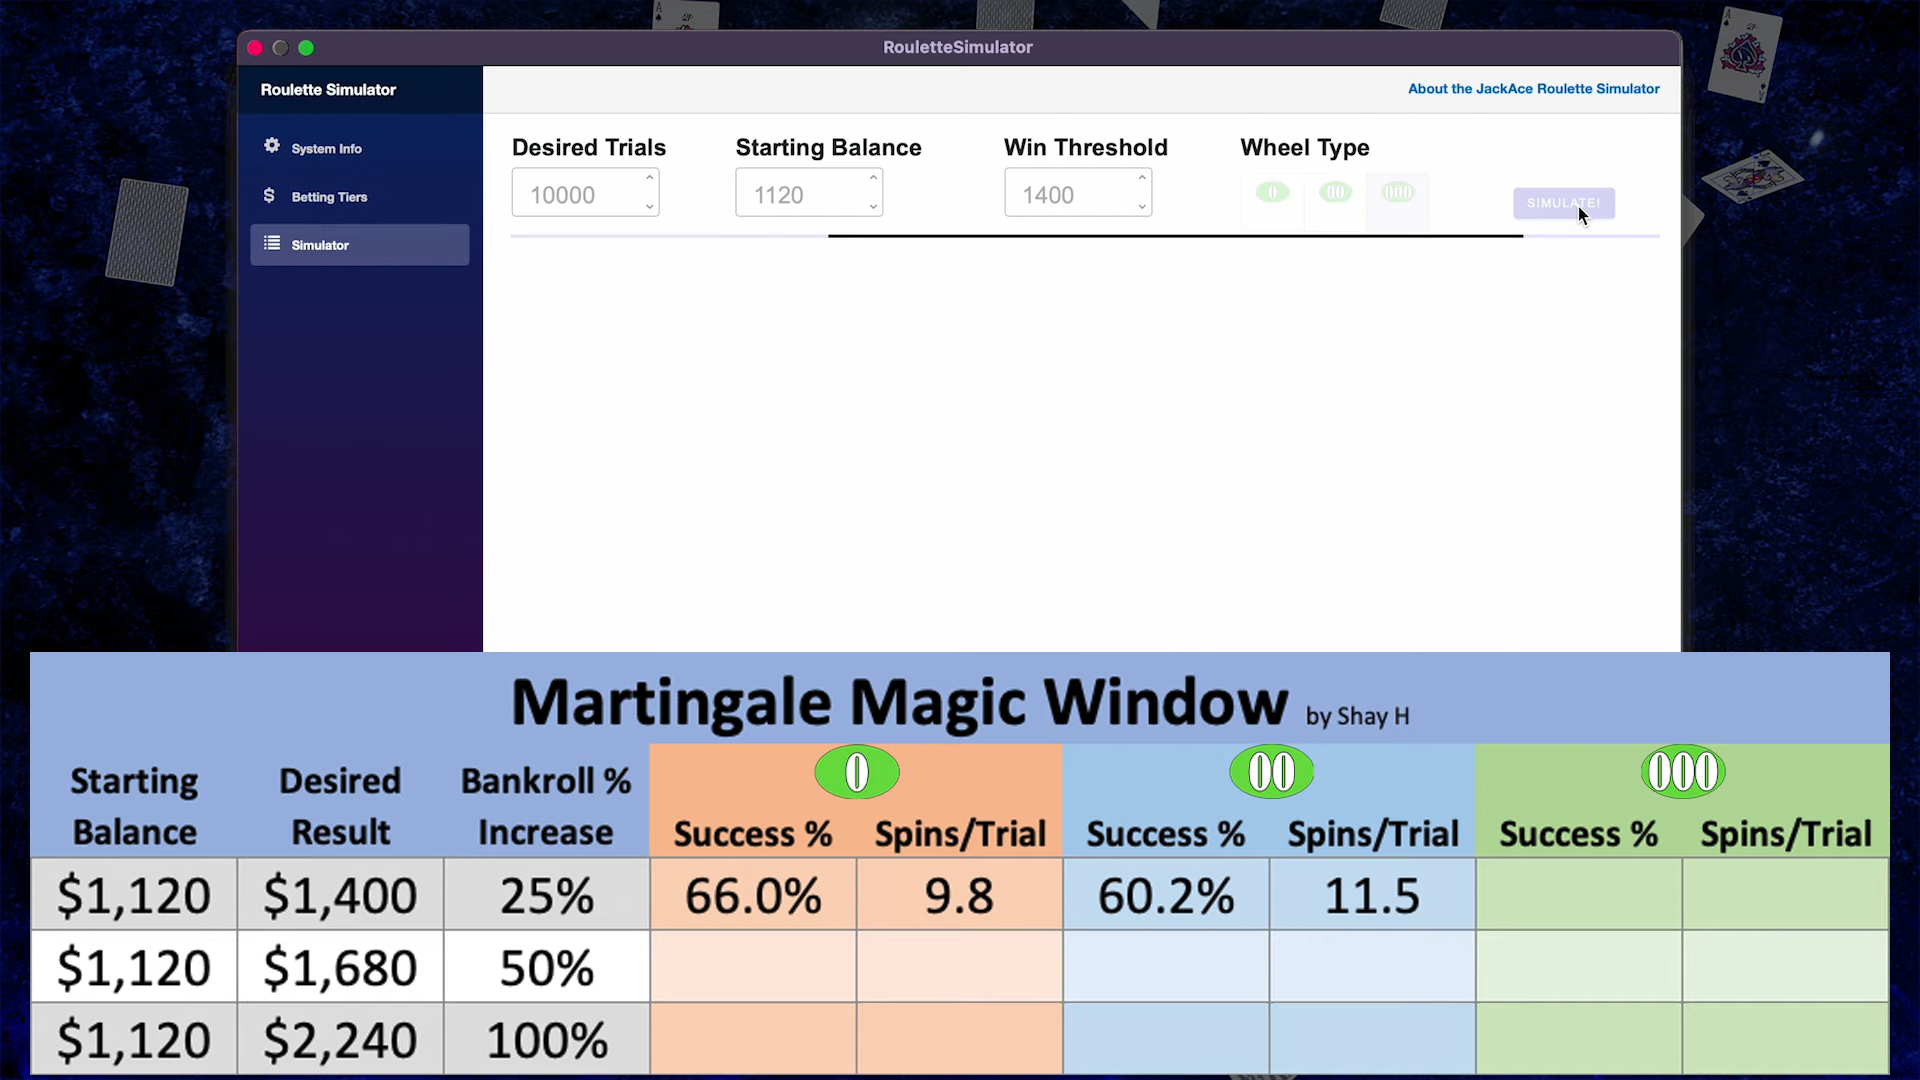 RouletteSimulator
Roulette Simulator
About the JackAce Roulette Simulator
System Info
Betting Tiers
Simulator
Desired Trials Starting Balance Win Threshold Wheel Type
10000 1120 1400 0 00 000 SIMULATE!
Martingale Magic Window by Shay H
0 00 000
Starting Desired Bankroll %
Balance Result Increase Success % Spins/Trial Success % Spins/Trial Success % Spins/Trial
$1,120 $1,400 25% 66.0% 9.8 60.2% 11.5
$1,120 $1,680 50%
$1,120 $2,240 100%